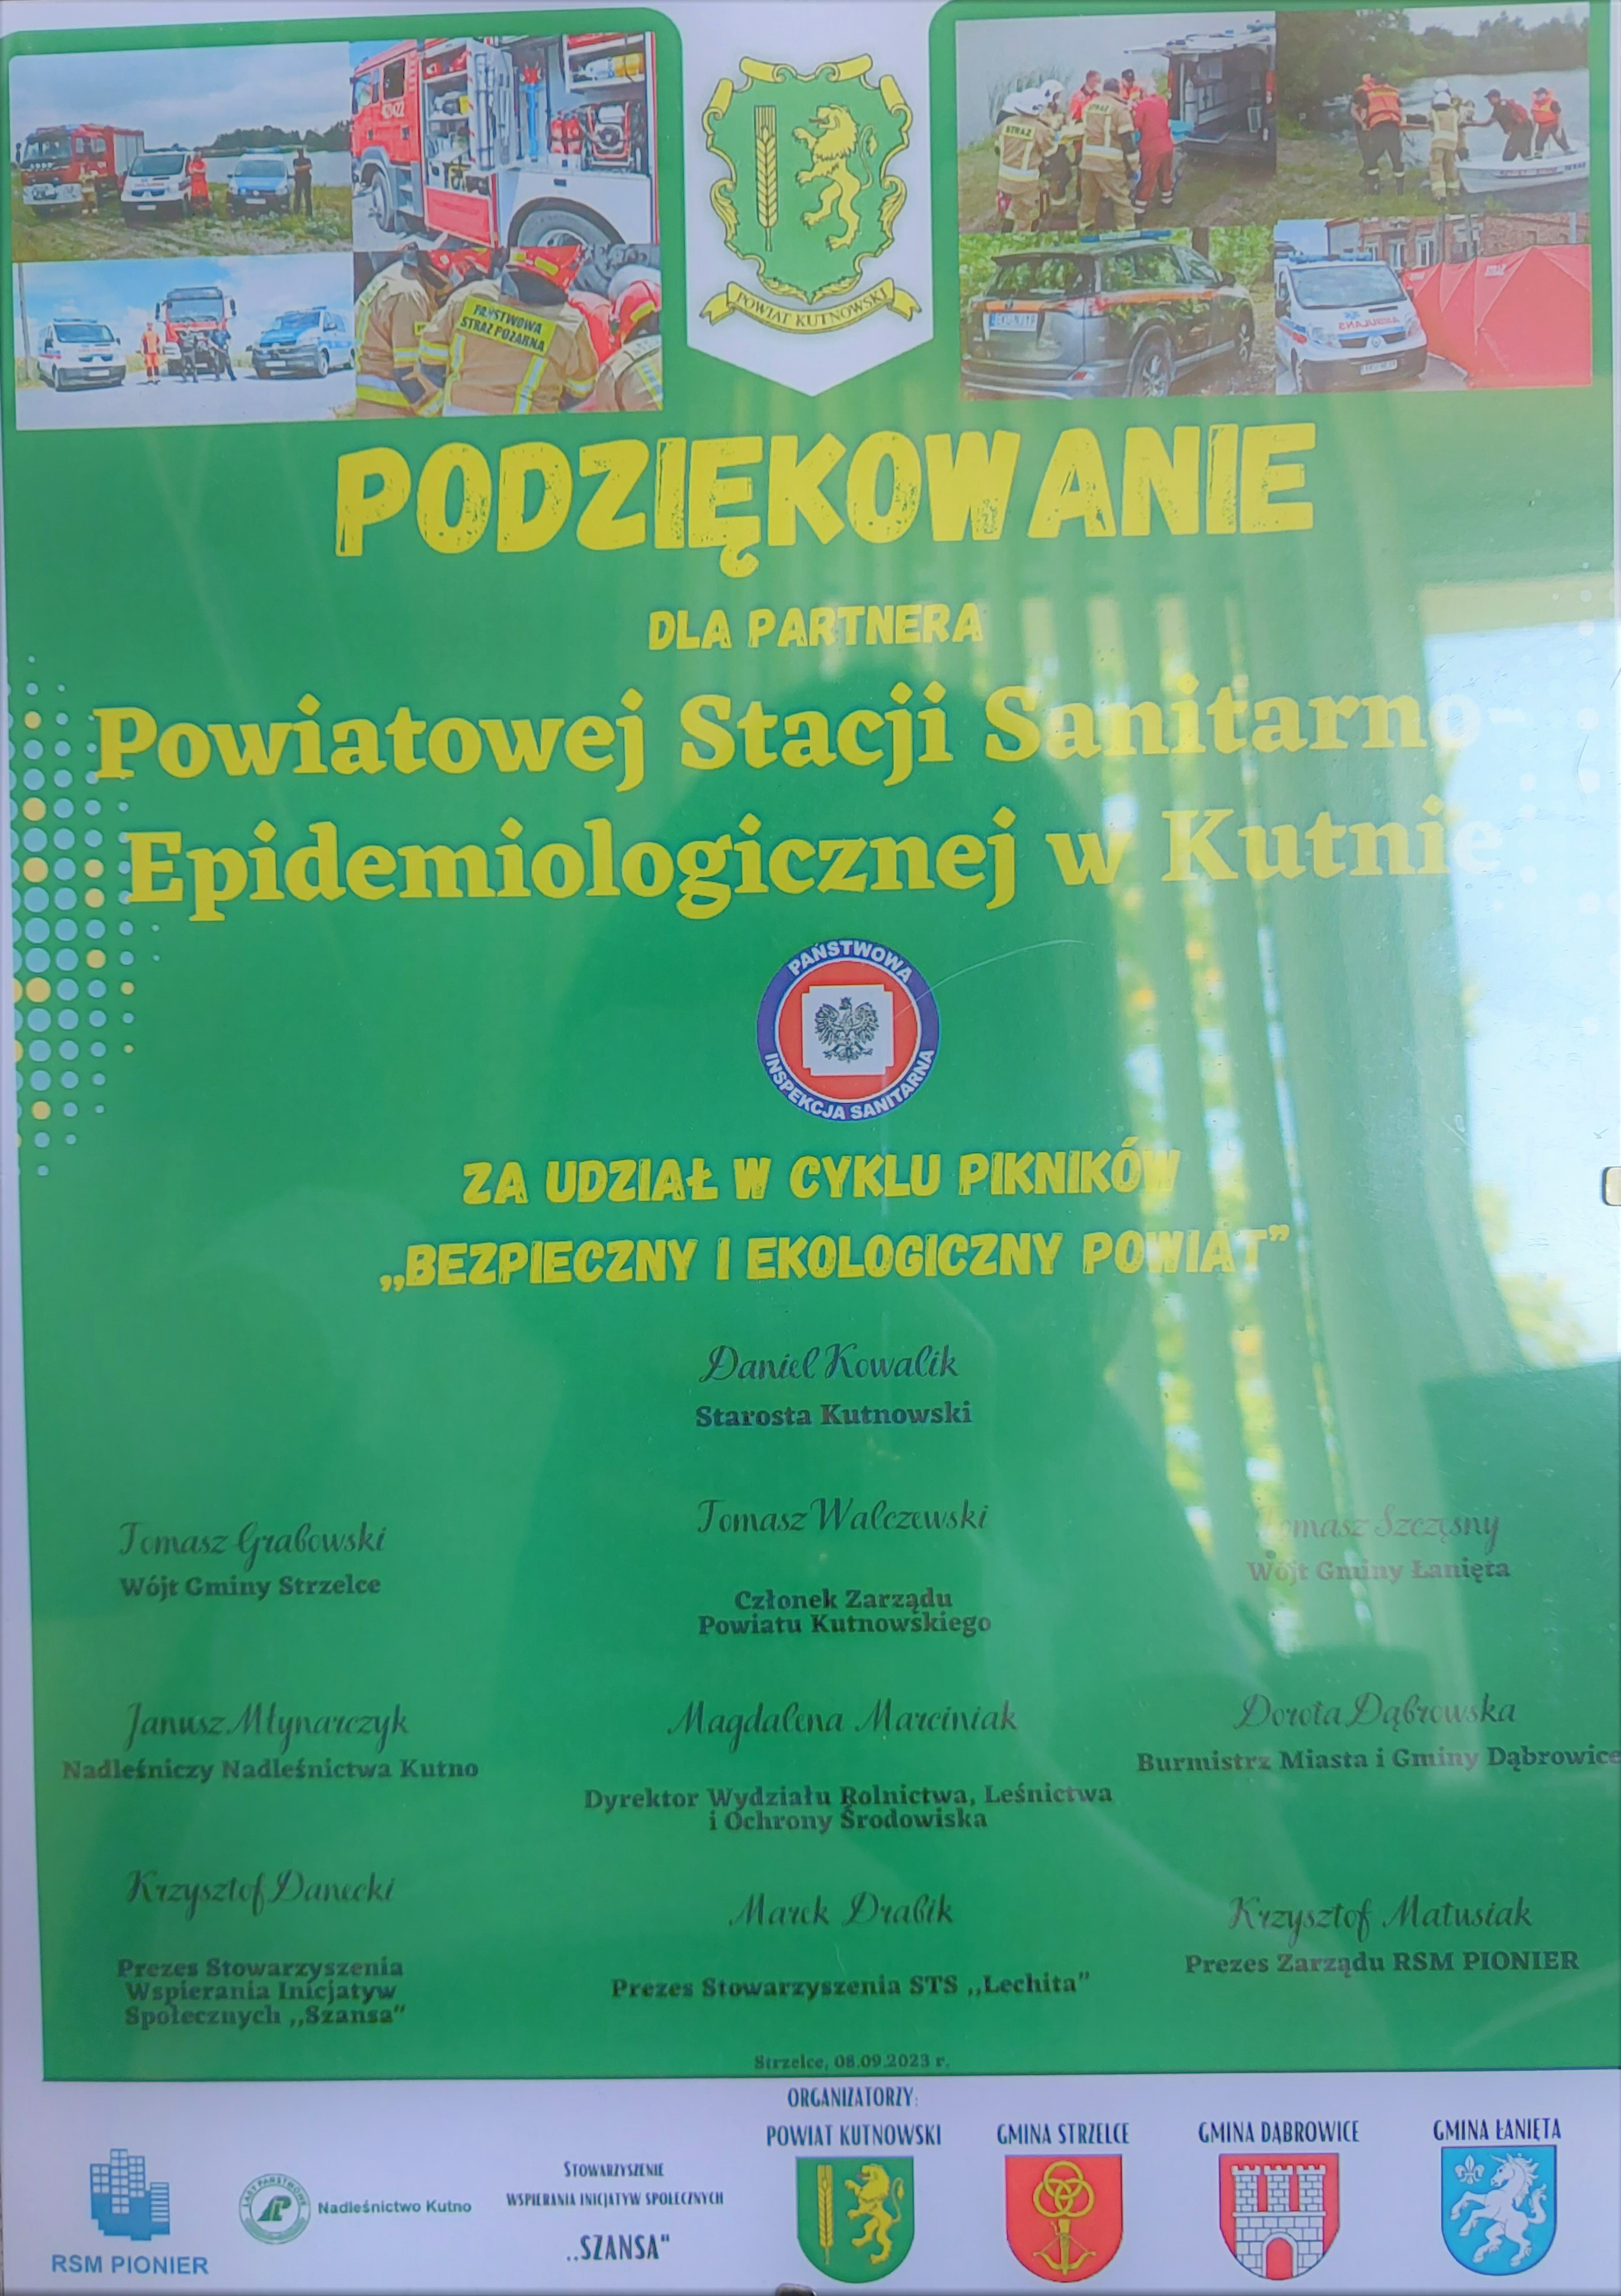 POWIAT KUTNOWSKI
STRAŻ
STRAŻ
PAŃSTWOWA
STRAŻ POŻARNA
AMBULANS
PODZIĘKOWANIE
DLA PARTNERA
Powiatowej Stacji Sanitarno-
Epidemiologicznej w Kutnie
PAŃSTWOWA
INSPEKCJA SANITARNA
ZA UDZIAŁ W CYKLU PIKNIKÓW
„BEZPIECZNY I EKOLOGICZNY POWIAT”
Daniel Kowalik
Starosta Kutnowski
Tomasz Grabowski
Wójt Gminy Strzelce
Tomasz Walczewski
Członek Zarządu
Powiatu Kutnowskiego
Tomasz Szczęsny
Wójt Gminy Łanięta
Janusz Młynarczyk
Nadleśniczy Nadleśnictwa Kutno
Magdalena Marciniak
Dyrektor Wydziału Rolnictwa, Leśnictwa
i Ochrony Środowiska
Dorota Dąbrowska
Burmistrz Miasta i Gminy Dąbrowice
Krzysztof Danecki
Prezes Stowarzyszenia
Wspierania Inicjatyw
Społecznych „Szansa”
Marek Drabik
Prezes Stowarzyszenia STS „Lechita”
Krzysztof Matusiak
Prezes Zarządu RSM PIONIER
Strzelce, 08.09.2023 r.
ORGANIZATORZY:
RSM PIONIER
LASY PAŃSTWOWE
Nadleśnictwo Kutno
STOWARZYSZENIE
WSPIERANIA INICJATYW SPOŁECZNYCH
„SZANSA"
POWIAT KUTNOWSKI
GMINA STRZELCE
GMINA DĄBROWICE
GMINA ŁANIĘTA